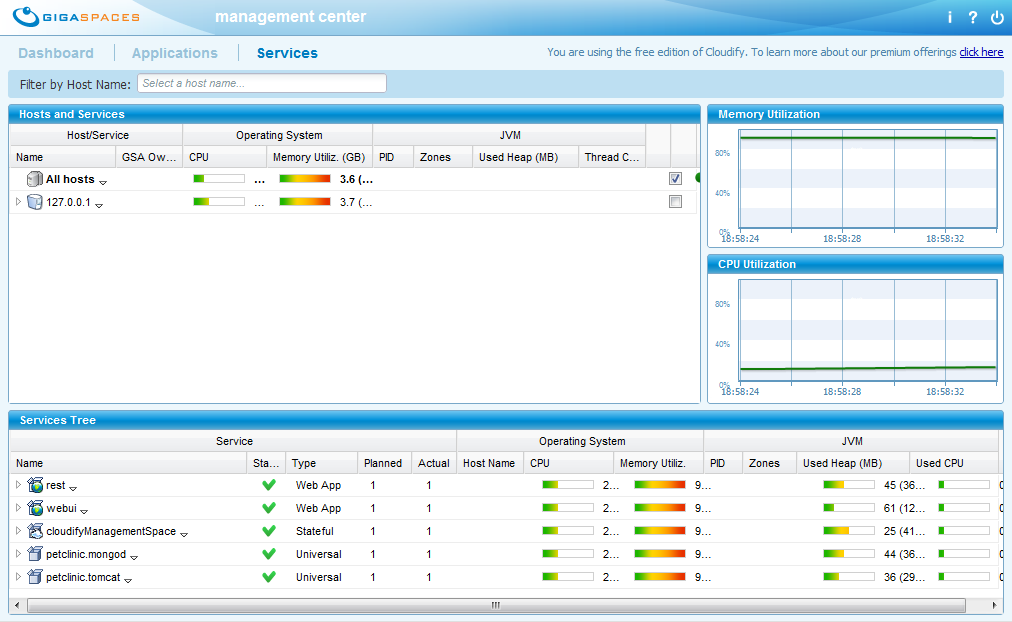 GIGASPACES management center i ?
Dashboard Applications Services You are using the free edition of Cloudify. To learn more about our premium offerings click here
Filter by Host Name: Select a host name...
Hosts and Services
Host/Service Operating System JVM
Name GSA Ow... CPU Memory Utiliz. (GB) PID Zones Used Heap (MB) Thread C...
All hosts ... 3.6 (...
127.0.0.1 ... 3.7 (...
Memory Utilization
80%
40%
0%
18:58:24 18:58:28 18:58:32
CPU Utilization
80%
40%
0%
18:58:24 18:58:28 18:58:32
Services Tree
Service Operating System JVM
Name Sta... Type Planned Actual Host Name CPU Memory Utiliz. PID Zones Used Heap (MB) Used CPU
rest Web App 1 1 2... 9... 45 (36...
webui Web App 1 1 2... 9... 61 (12...
cloudifyManagementSpace Stateful 1 1 2... 9... 25 (41...
petclinic.mongod Universal 1 1 2... 9... 44 (36...
petclinic.tomcat Universal 1 1 2... 9... 36 (29...